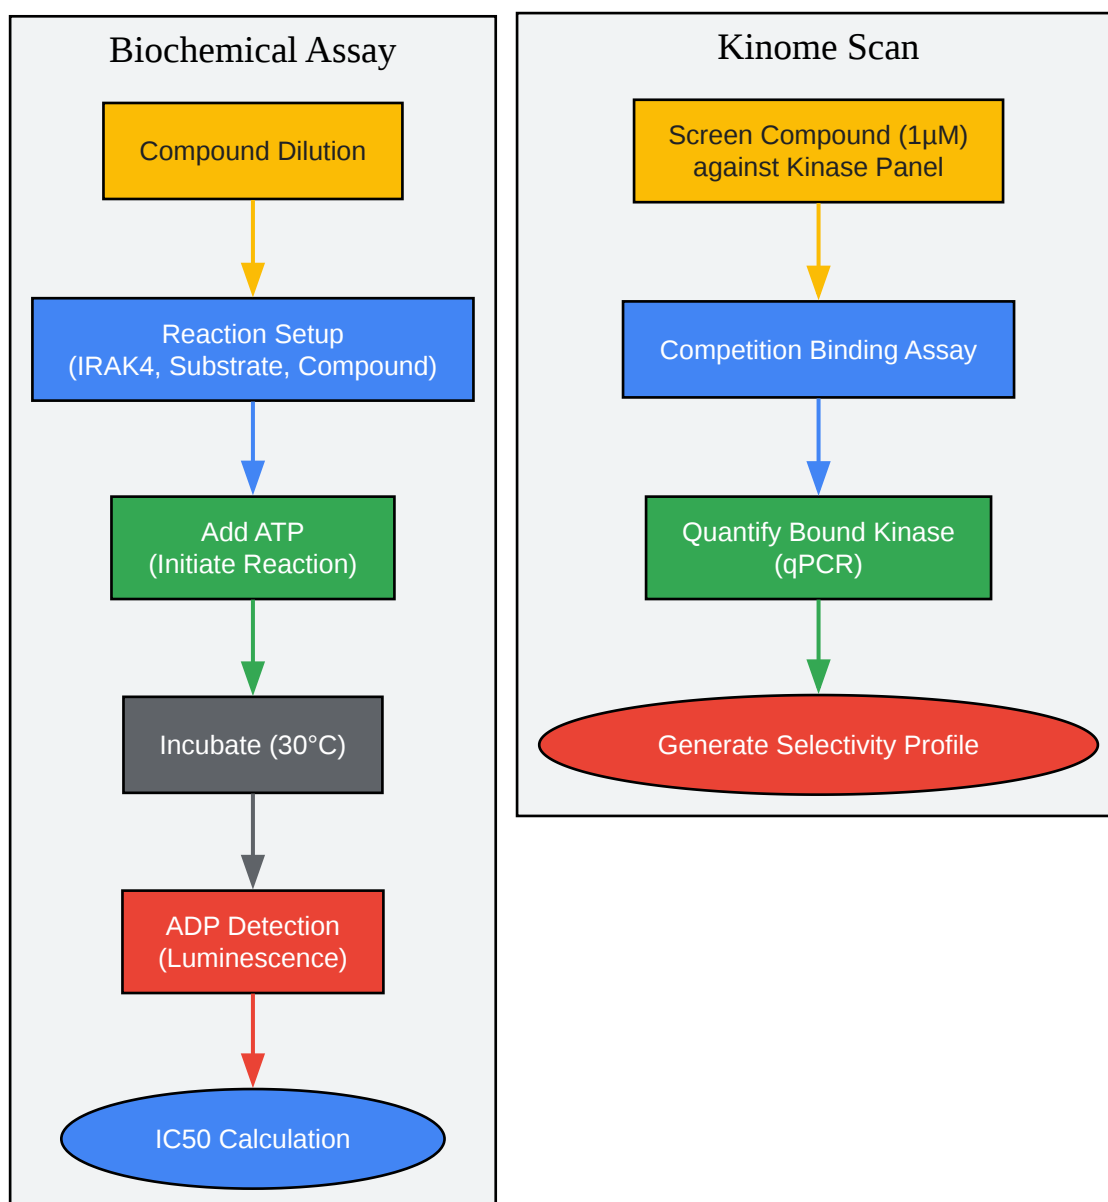 Biochemical Assay
Compound Dilution
Reaction Setup
(IRAK4, Substrate, Compound)
Add ATP
(Initiate Reaction)
Incubate (30°C)
ADP Detection
(Luminescence)
IC50 Calculation
Kinome Scan
Screen Compound (1µM)
against Kinase Panel
Competition Binding Assay
Quantify Bound Kinase
(qPCR)
Generate Selectivity Profile